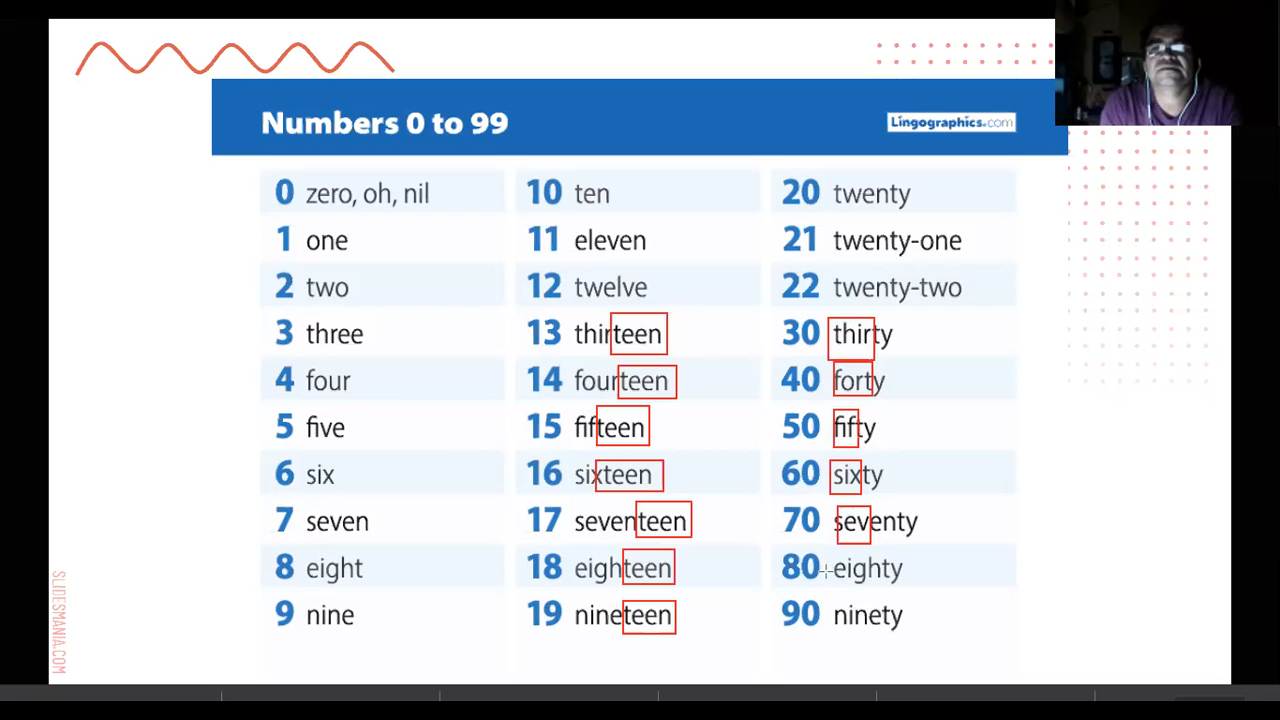 Numbers 0 to 99
Lingographics.com
0 zero, oh, nil
1 one
2 two
3 three
4 four
5 five
6 six
7 seven
8 eight
9 nine
10 ten
11 eleven
12 twelve
13 thirteen
14 fourteen
15 fifteen
16 sixteen
17 seventeen
18 eighteen
19 nineteen
20 twenty
21 twenty-one
22 twenty-two
30 thirty
40 forty
50 fifty
60 sixty
70 seventy
80 eighty
90 ninety
SLIDESMANIA.COM